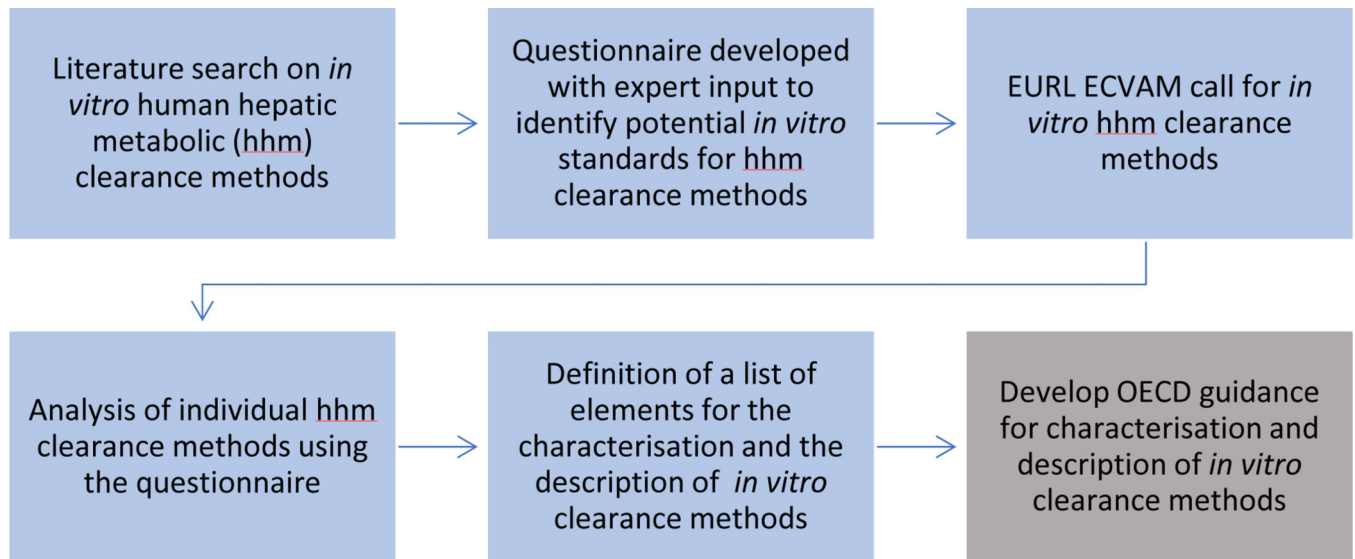 Literature search on in
vitro human hepatic
metabolic (hhm)
clearance methods
Questionnaire developed
with expert input to
identify potential in vitro
standards for hhm
clearance methods
EURL ECVAM call for in
vitro hhm clearance
methods
Analysis of individual hhm
clearance methods using
the questionnaire
Definition of a list of
elements for the
characterisation and the
description of in vitro
clearance methods
Develop OECD guidance
for characterisation and
description of in vitro
clearance methods